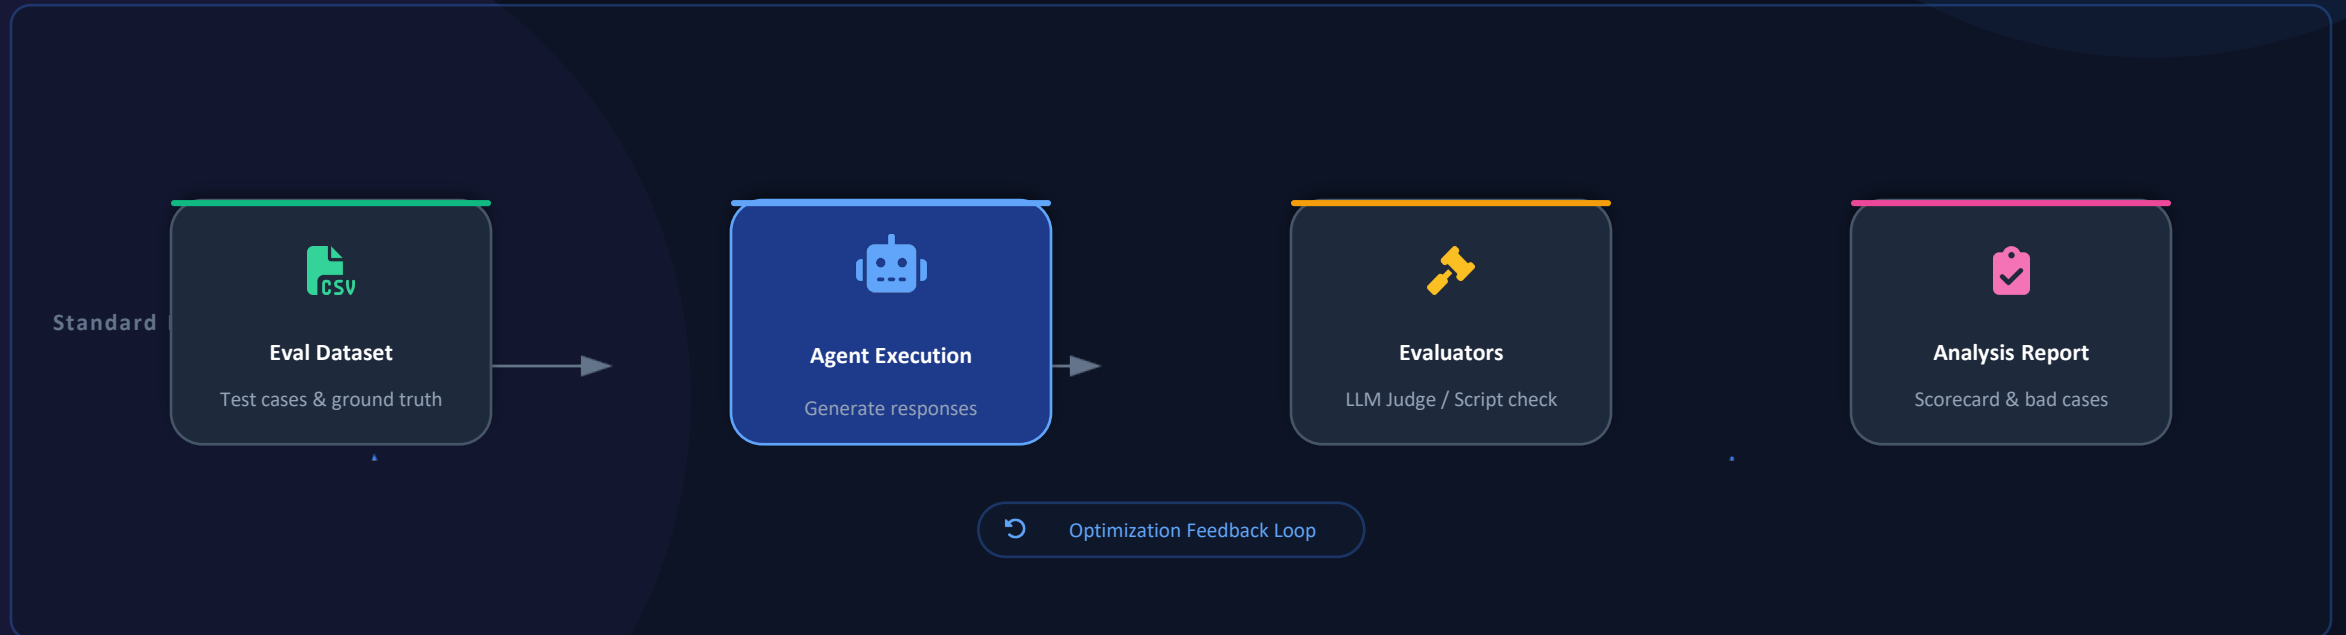 Standard
CSV
Eval Dataset
Test cases & ground truth
Agent Execution
Generate responses
Evaluators
LLM Judge / Script check
Analysis Report
Scorecard & bad cases
Optimization Feedback Loop